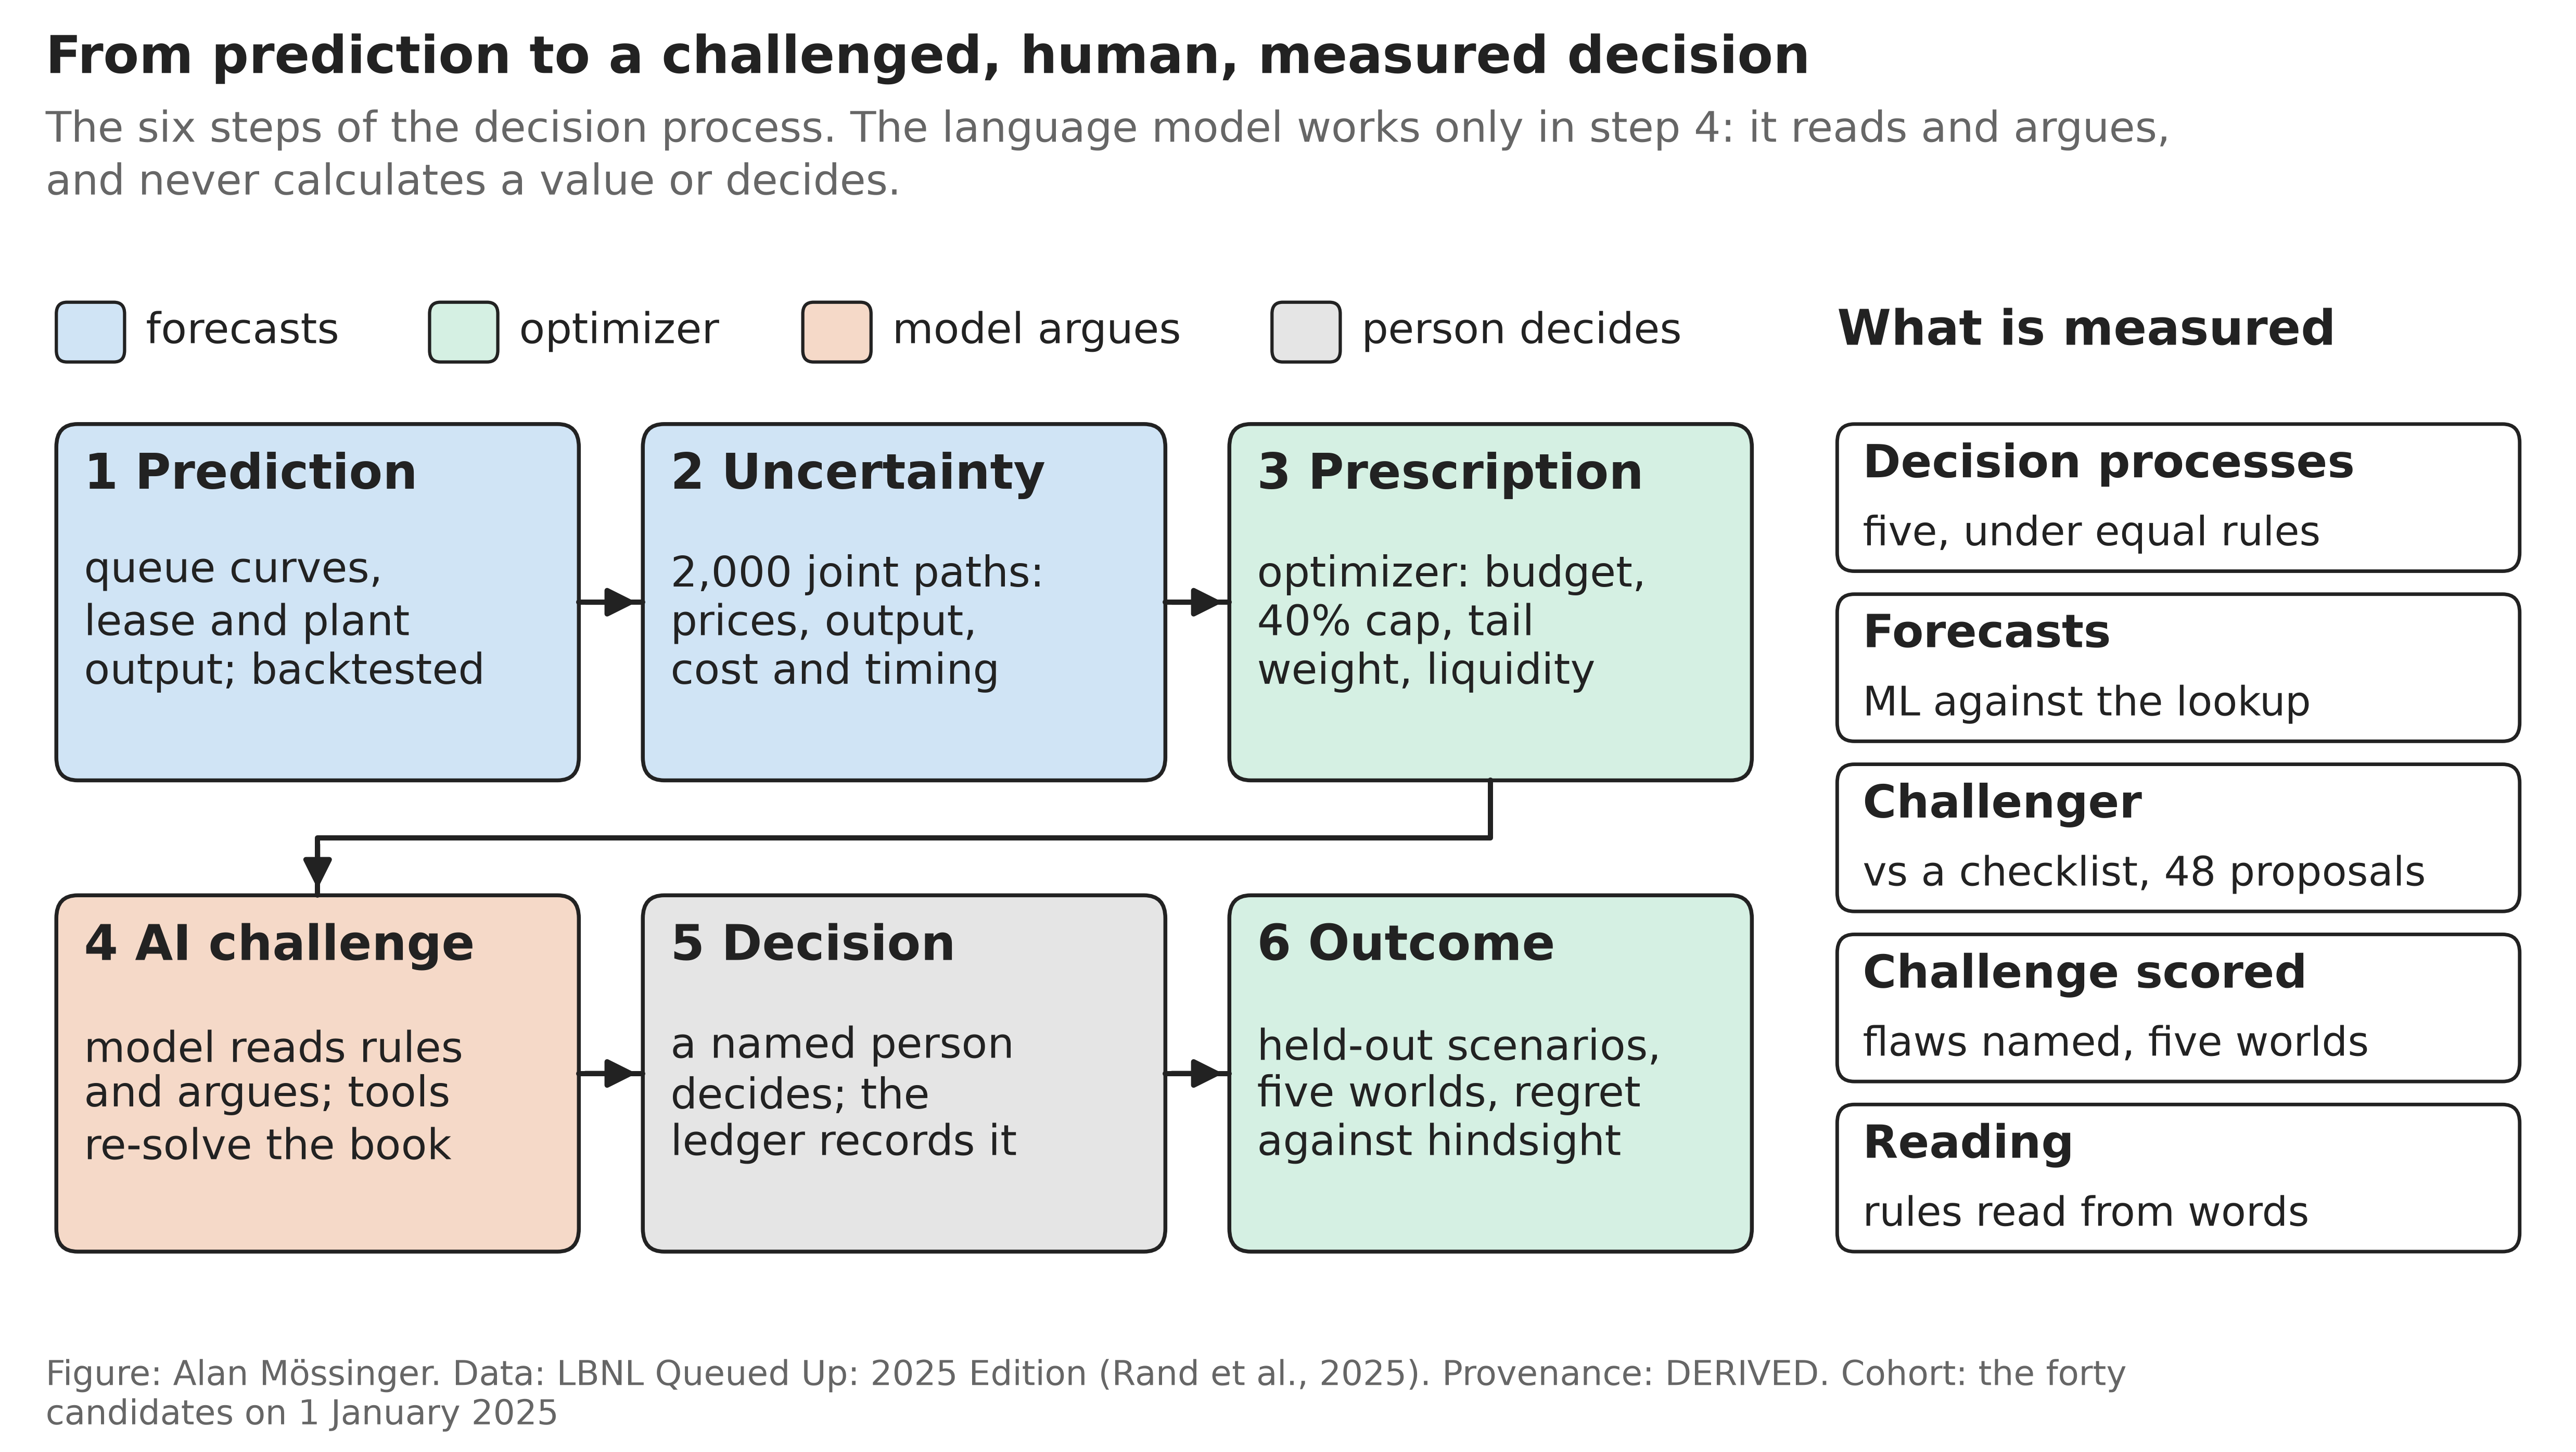 From prediction to a challenged, human, measured decision
The six steps of the decision process. The language model works only in step 4: it reads and argues,
and never calculates a value or decides.
forecasts
optimizer
model argues
person decides
What is measured
1 Prediction
queue curves,
lease and plant
output; backtested
2 Uncertainty
2,000 joint paths:
prices, output,
cost and timing
3 Prescription
optimizer: budget,
40% cap, tail
weight, liquidity
4 AI challenge
model reads rules
and argues; tools
re-solve the book
5 Decision
a named person
decides; the
ledger records it
6 Outcome
held-out scenarios,
five worlds, regret
against hindsight
Decision processes
five, under equal rules
Forecasts
ML against the lookup
Challenger
vs a checklist, 48 proposals
Challenge scored
flaws named, five worlds
Reading
rules read from words
Figure: Alan Mössinger. Data: LBNL Queued Up: 2025 Edition (Rand et al., 2025). Provenance: DERIVED. Cohort: the forty
candidates on 1 January 2025